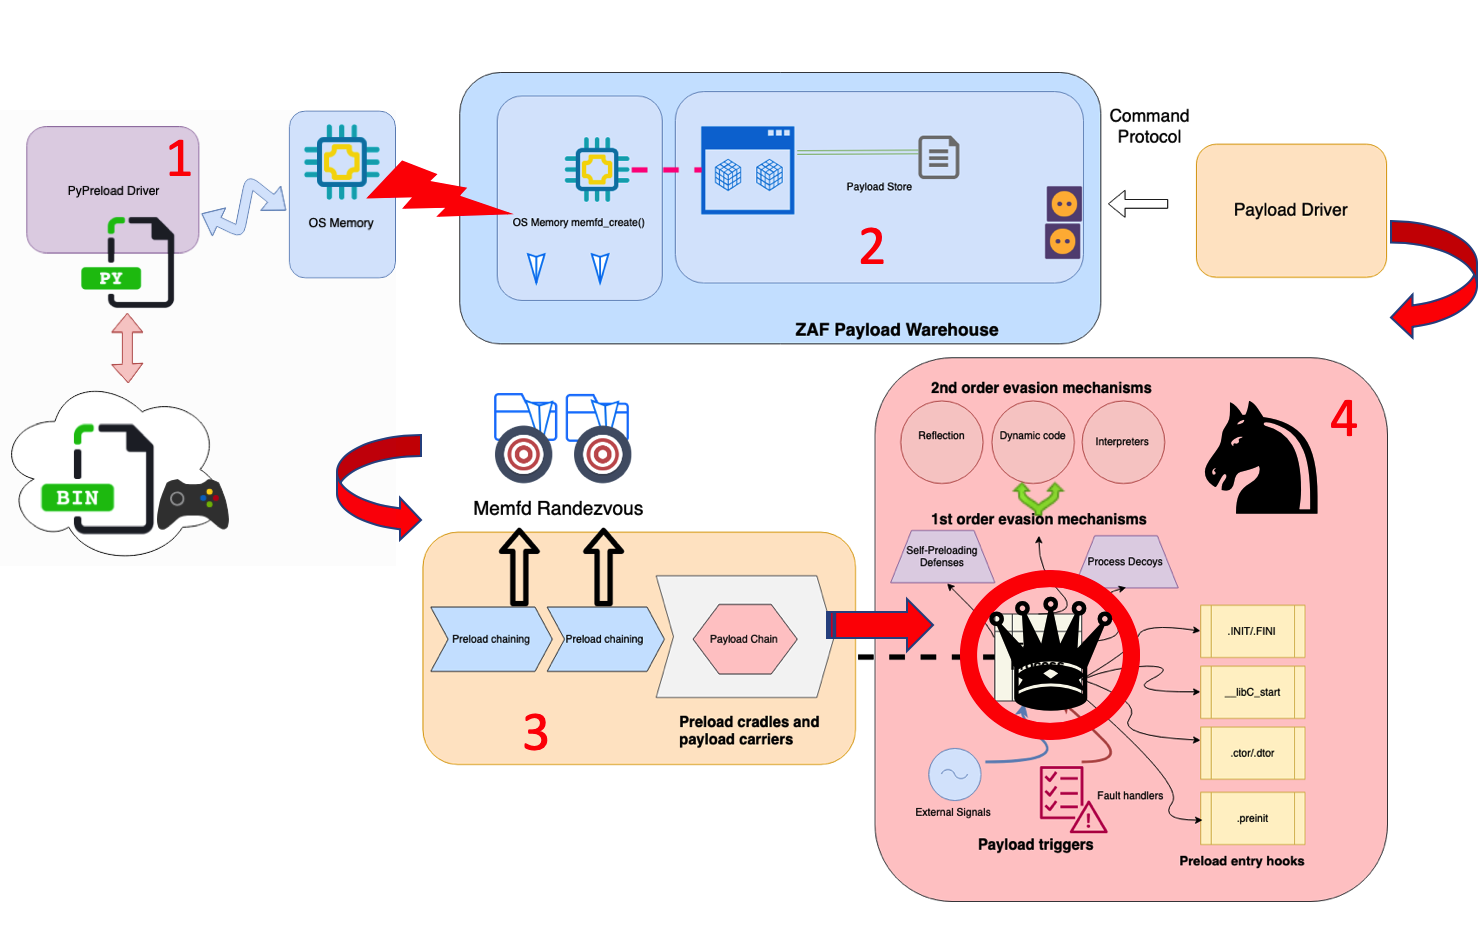 1
PyPreload Driver
PY
BIN
OS Memory
OS Memory memfd_create()
Payload Store
2
ZAF Payload Warehouse
Command
Protocol
Payload Driver
Memfd Randezvous
Preload chaining
Preload chaining
Payload Chain
3
Preload cradles and
payload carriers
4
2nd order evasion mechanisms
Reflection
Dynamic code
Interpreters
1st order evasion mechanisms
Self-Preloading
Defenses
Process Decoys
.INIT/.FINI
__libC_start
.ctor/.dtor
.preinit
Preload entry hooks
External Signals
Fault handlers
Payload triggers